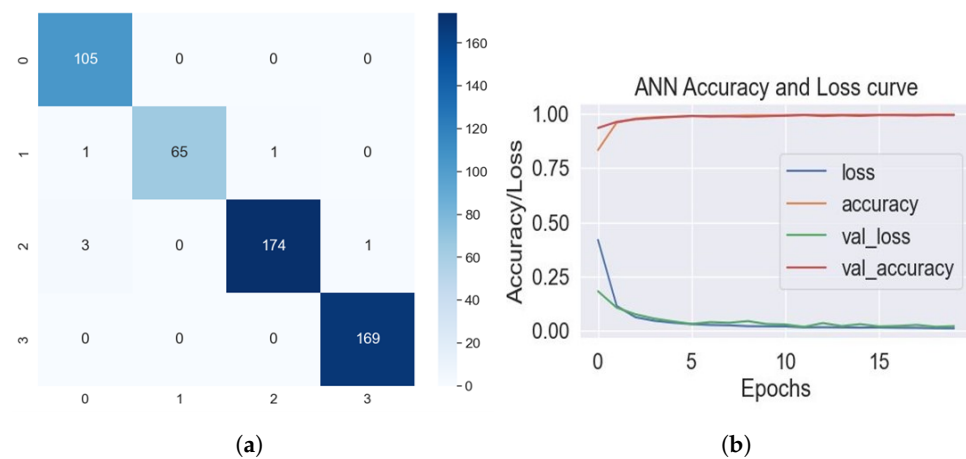 0 105 0 0 0
1 1 65 1 0
2 3 0 174 1
3 0 0 0 169
0 1 2 3
160
140
120
100
80
60
40
20
0
(a)
ANN Accuracy and Loss curve
Accuracy/Loss
1.00
0.75
0.50
0.25
0.00
loss
accuracy
val_loss
val_accuracy
0 5 10 15
Epochs
(b)